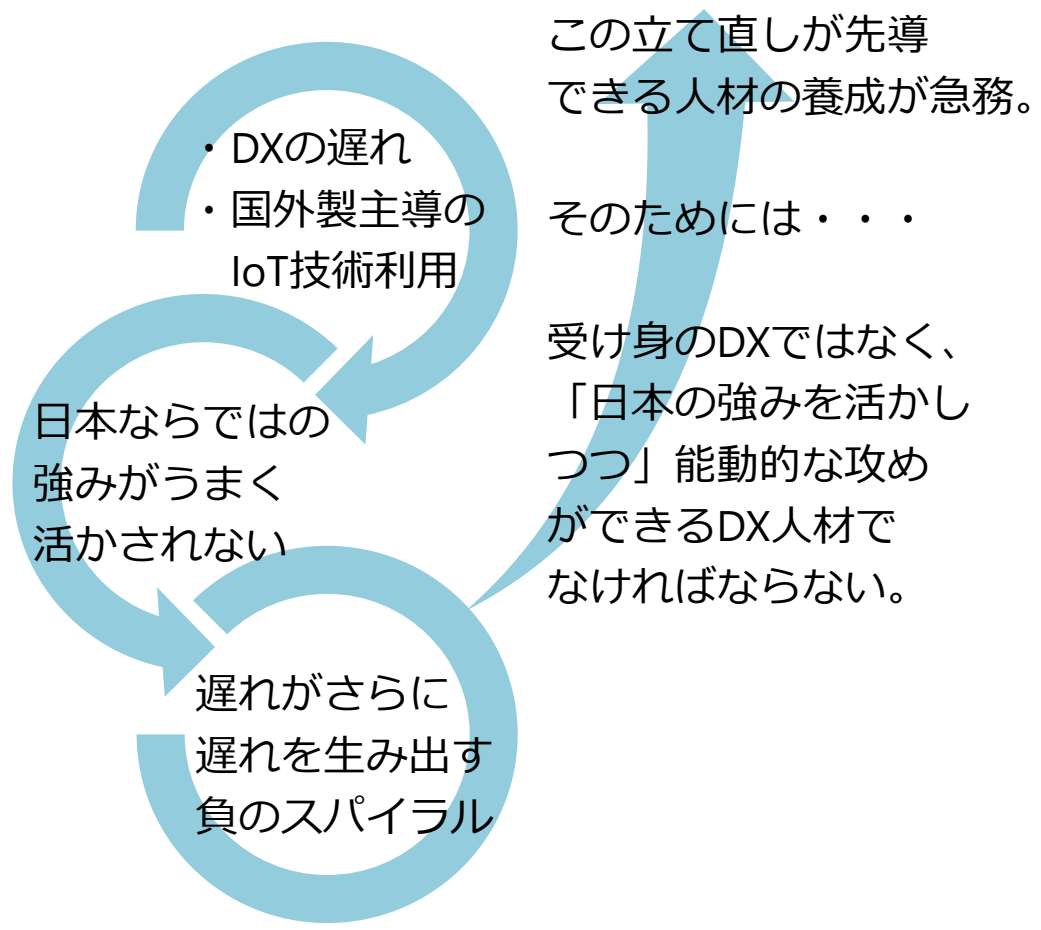 ・DXの遅れ
・国外製主導の
IoT技術利用
日本ならではの
強みがうまく
活かされない
遅れがさらに
遅れを生み出す
負のスパイラル
この立て直しが先導
できる人材の養成が急務。
そのためには・・・
受け身のDXではなく、
「日本の強みを活かし
つつ」能動的な攻め
ができるDX人材で
なければならない。